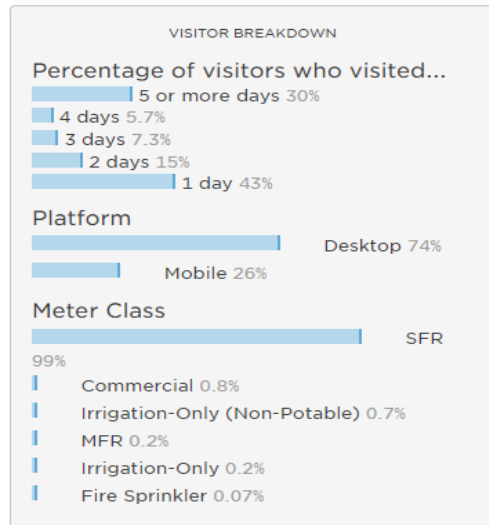 VISITOR BREAKDOWN
Percentage of visitors who visited...
5 or more days 30%
4 days 5.7%
3 days 7.3%
2 days 15%
1 day 43%
Platform
Desktop 74%
Mobile 26%
Meter Class
SFR
99%
Commercial 0.8%
Irrigation-Only (Non-Potable) 0.7%
MFR 0.2%
Irrigation-Only 0.2%
Fire Sprinkler 0.07%